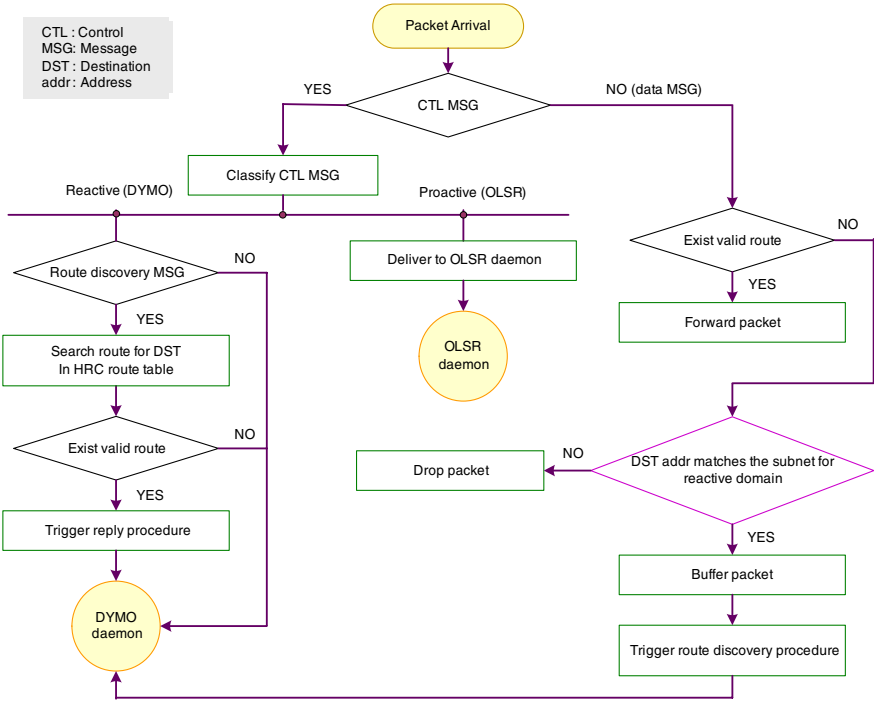 CTL : Control
MSG: Message
DST : Destination
addr : Address
Packet Arrival
CTL MSG
YES
NO (data MSG)
Classify CTL MSG
Reactive (DYMO)
Proactive (OLSR)
Route discovery MSG
NO
YES
Deliver to OLSR daemon
OLSR
daemon
Exist valid route
NO
YES
Forward packet
Search route for DST
In HRC route table
Exist valid route
NO
YES
Trigger reply procedure
DYMO
daemon
DST addr matches the subnet for
reactive domain
NO
Drop packet
YES
Buffer packet
Trigger route discovery procedure